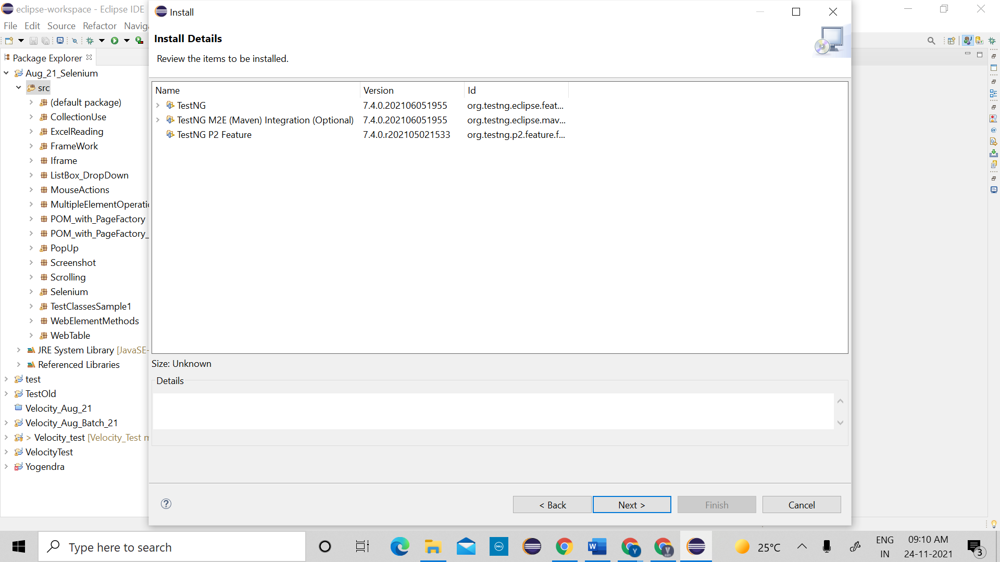 eclipse-workspace - Eclipse IDE
File Edit Source Refactor Naviga
Package Explorer
Aug_21_Selenium
src
(default package)
CollectionUse
ExcelReading
FrameWork
Iframe
ListBox_DropDown
MouseActions
MultipleElementOperatio
POM_with_PageFactory
POM_with_PageFactory_
PopUp
Screenshot
Scrolling
Selenium
TestClassesSample1
WebElementMethods
WebTable
JRE System Library [JavaSE-
Referenced Libraries
test
TestOld
Velocity_Aug_21
Velocity_Aug_Batch_21
> Velocity_test [Velocity_Test m
VelocityTest
Yogendra
Install
Install Details
Review the items to be installed.
Name Version Id
TestNG 7.4.0.202106051955 org.testng.eclipse.feat...
TestNG M2E (Maven) Integration (Optional) 7.4.0.202106051955 org.testng.eclipse.mav...
TestNG P2 Feature 7.4.0.r202105021533 org.testng.p2.feature.f...
Size: Unknown
Details
< Back Next > Finish Cancel
Type here to search
DELL
W
Y
V
25°C
ENG
IN
09:10 AM
24-11-2021
3